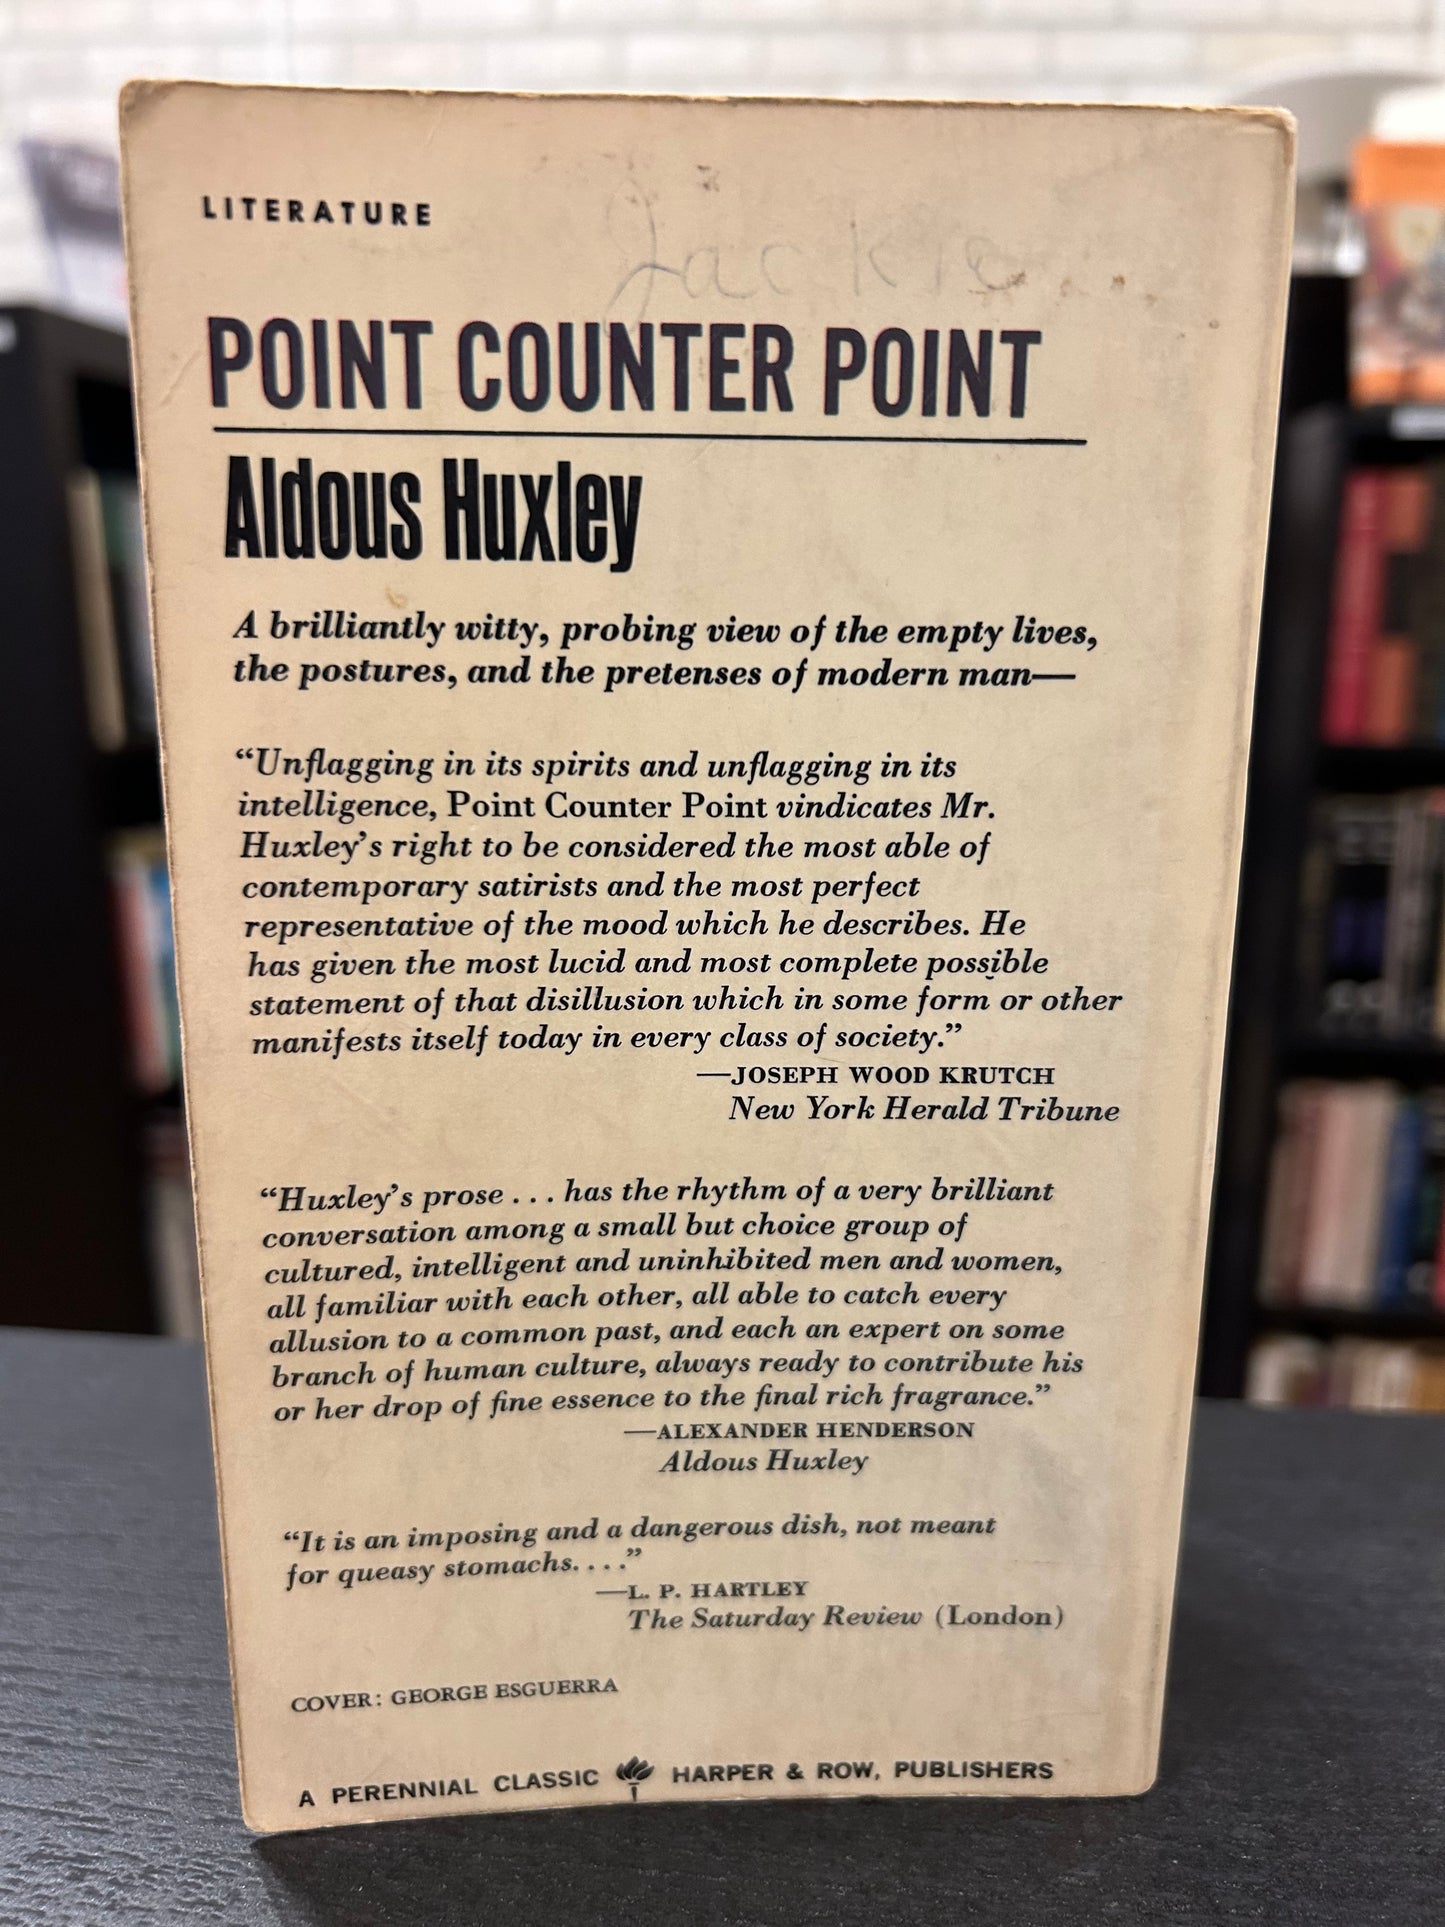 LITERATURE
Jackie
POINT COUNTER POINT
Aldous Huxley
A brilliantly witty, probing view of the empty lives,
the postures, and the pretenses of modern man—
“Unflagging in its spirits and unflagging in its
intelligence, Point Counter Point vindicates Mr.
Huxley’s right to be considered the most able of
contemporary satirists and the most perfect
representative of the mood which he describes. He
has given the most lucid and most complete possible
statement of that disillusion which in some form or other
manifests itself today in every class of society.”
—JOSEPH WOOD KRUTCH
New York Herald Tribune
“Huxley’s prose . . . has the rhythm of a very brilliant
conversation among a small but choice group of
cultured, intelligent and uninhibited men and women,
all familiar with each other, all able to catch every
allusion to a common past, and each an expert on some
branch of human culture, always ready to contribute his
or her drop of fine essence to the final rich fragrance.”
—ALEXANDER HENDERSON
Aldous Huxley
“It is an imposing and a dangerous dish, not meant
for queasy stomachs. . . .”
—L. P. HARTLEY
The Saturday Review (London)
COVER: GEORGE ESGUERRA
A PERENNIAL CLASSIC HARPER & ROW, PUBLISHERS